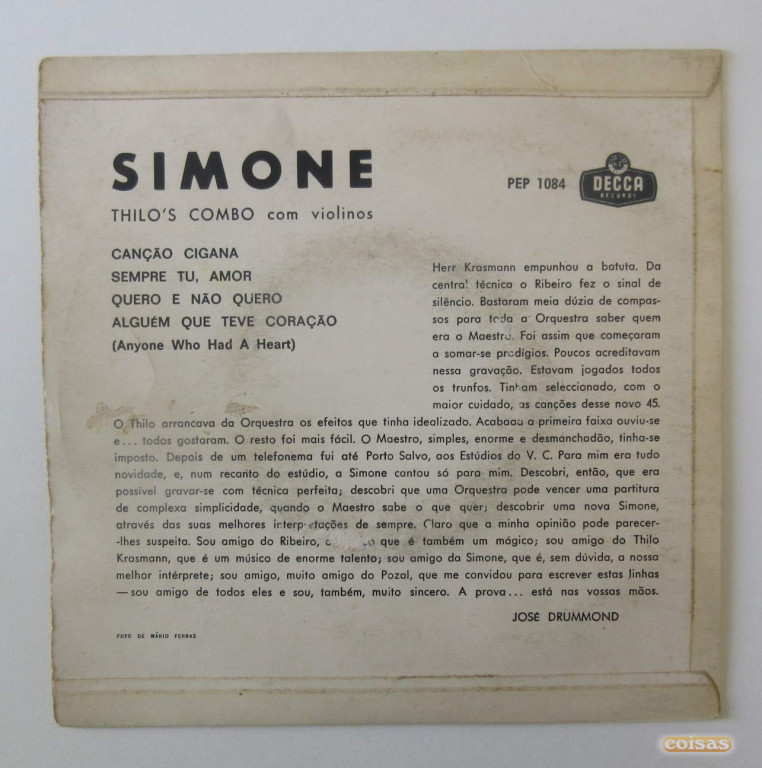 SIMONE
THILO'S COMBO com violinos
PEP 1084
DECCA
RECORDS
CANÇÃO CIGANA
SEMPRE TU, AMOR
QUERO E NÃO QUERO
ALGUÉM QUE TEVE CORAÇÃO
(Anyone Who Had A Heart)
Herr Krasmann empunhou a batuta. Da
central técnica o Ribeiro fez o sinal de
silêncio. Bastaram meia dúzia de compas-
sos para toda a Orquestra saber quem
era o Maestro. Foi assim que começaram
a somar-se prodígios. Poucos acreditavam
nessa gravação. Estavam jogados todos
os trunfos. Tinham seleccionado, com o
maior cuidado, as canções desse novo 45.
O Thilo arrancava da Orquestra os efeitos que tinha idealizado. Acabaau a primeira faixa ouviu-se
e... todos gostaram. O resto foi mais fácil. O Maestro, simples, enorme e desmanchadão, tinha-se
imposto. Depois de um telefonema fui até Porto Salvo, aos Estúdios do V. C. Para mim era tudo
novidade, e, num recanto do estúdio, a Simone cantou só para mim. Descobri, então, que era
possível gravar-se com técnica perfeita; descobri que uma Orquestra pode vencer uma partitura
de complexa simplicidade, quando o Maestro sabe o que quer; descobrir uma nova Simone,
através das suas melhores interpretações de sempre. Claro que a minha opinião pode parecer-
-lhes suspeita. Sou amigo do Ribeiro, que é também um mágico; sou amigo do Thilo
Krasmann, que é um músico de enorme talento; sou amigo da Simone, que é, sem dúvida, a nossa
melhor intérprete; sou amigo, muito amigo do Pozal, que me convidou para escrever estas linhas
— sou amigo de todos eles e sou, também, muito sincero. A prova... está nas vossas mãos.
JOSÉ DRUMMOND
FOTO DE MÁRIO FERRAZ
coisas